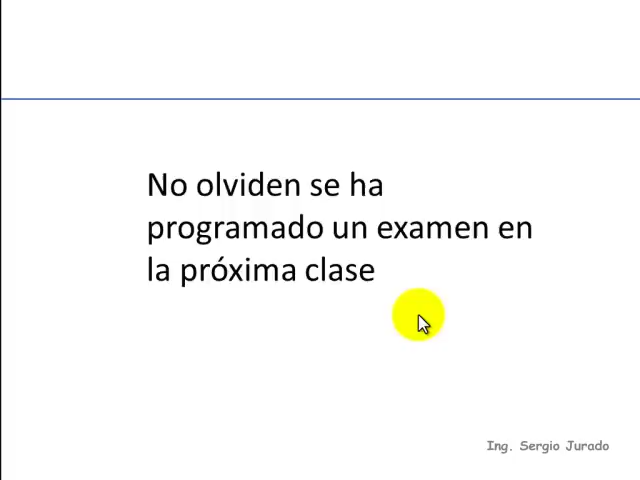 No olviden se ha
programado un examen en
la próxima clase
Ing. Sergio Jurado